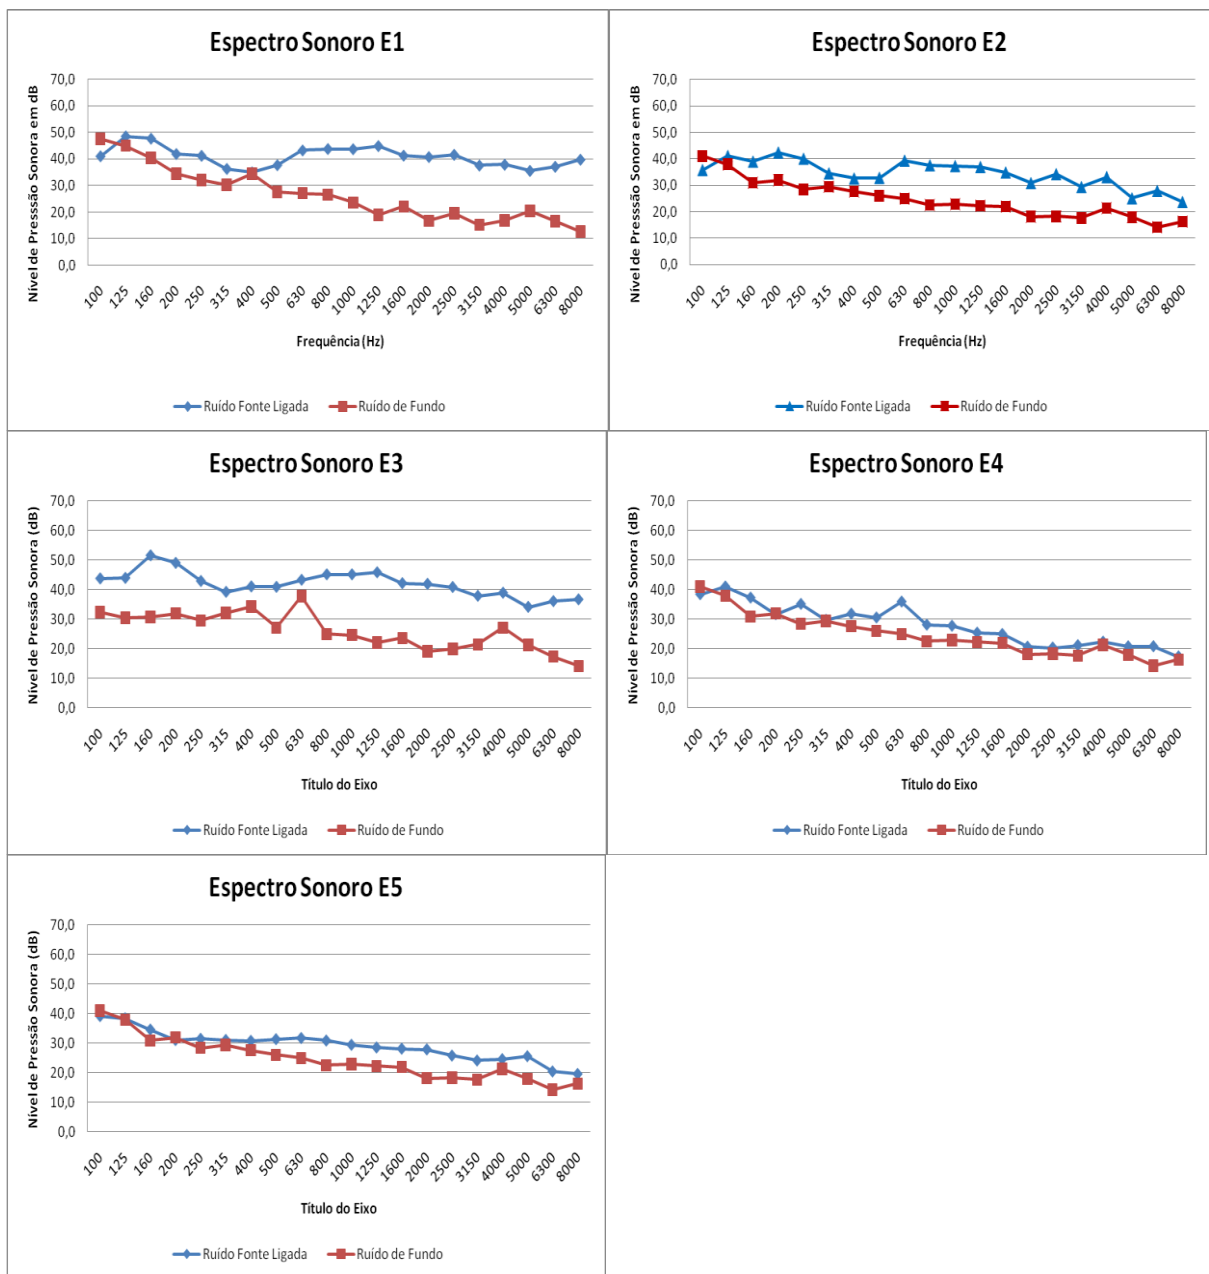 Espectro Sonoro E1
Nível de Presssão Sonora em dB
70,0
60,0
50,0
40,0
30,0
20,0
10,0
0,0
100 125 160 200 250 315 400 500 630 800 1000 1250 1600 2000 2500 3150 4000 5000 6300 8000
Frequência (Hz)
Ruído Fonte Ligada Ruído de Fundo
Espectro Sonoro E2
Nível de Presssão Sonora em dB
70,0
60,0
50,0
40,0
30,0
20,0
10,0
0,0
100 125 160 200 250 315 400 500 630 800 1000 1250 1600 2000 2500 3150 4000 5000 6300 8000
Frequência (Hz)
Ruído Fonte Ligada Ruído de Fundo
Espectro Sonoro E3
Nível de Pressão Sonora (dB)
70,0
60,0
50,0
40,0
30,0
20,0
10,0
0,0
100 125 160 200 250 315 400 500 630 800 1000 1250 1600 2000 2500 3150 4000 5000 6300 8000
Título do Eixo
Ruído Fonte Ligada Ruído de Fundo
Espectro Sonoro E4
Nível de Pressão Sonora (dB)
70,0
60,0
50,0
40,0
30,0
20,0
10,0
0,0
100 125 160 200 250 315 400 500 630 800 1000 1250 1600 2000 2500 3150 4000 5000 6300 8000
Título do Eixo
Ruído Fonte Ligada Ruído de Fundo
Espectro Sonoro E5
Nível de Pressão Sonora (dB)
70,0
60,0
50,0
40,0
30,0
20,0
10,0
0,0
100 125 160 200 250 315 400 500 630 800 1000 1250 1600 2000 2500 3150 4000 5000 6300 8000
Título do Eixo
Ruído Fonte Ligada Ruído de Fundo